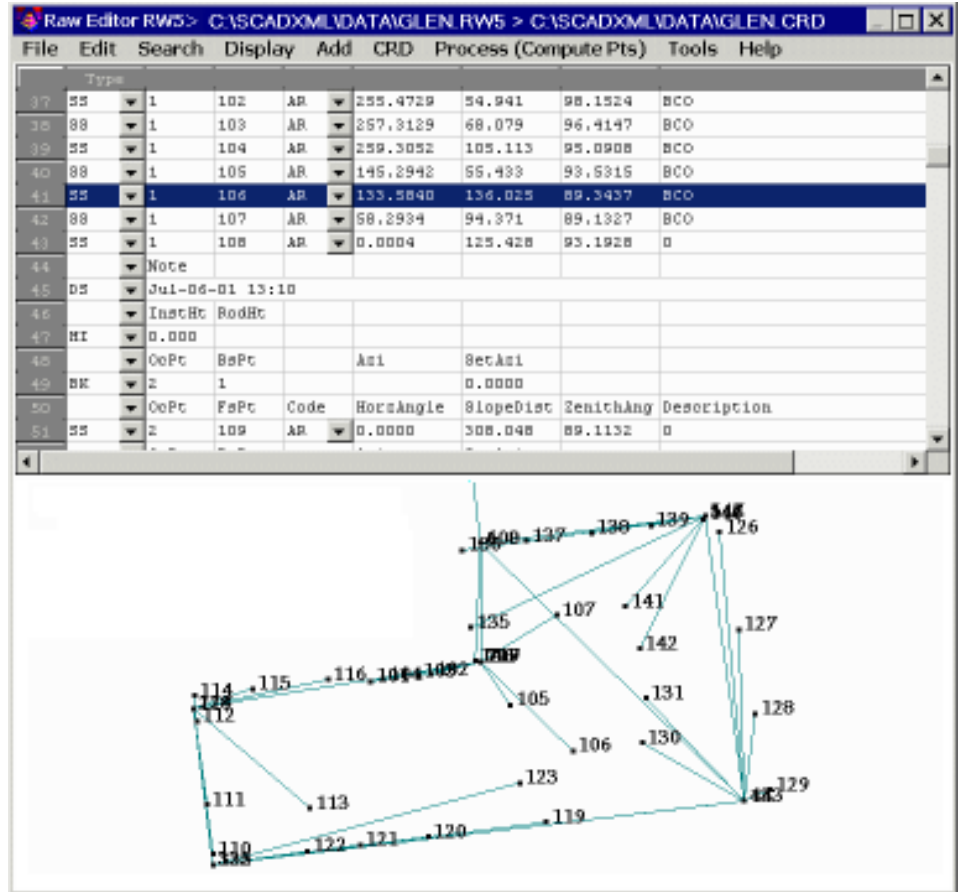 Raw Editor RW5> C:\SCADXML\DATA\GLEN.RW5 > C:\SCADXML\DATA\GLEN.CRD
File Edit Search Display Add CRD Process (Compute Pts) Tools Help
Type
37 SS 1 102 AR 255.4729 54.941 98.1524 BCO
38 SS 1 103 AR 257.3129 68.079 96.4147 BCO
39 SS 1 104 AR 259.3052 105.113 95.0908 BCO
40 SS 1 105 AR 145.2942 55.433 93.5315 BCO
41 SS 1 106 AR 133.5840 136.025 89.3437 BCO
42 SS 1 107 AR 58.2934 94.371 89.1327 BCO
43 SS 1 108 AR 0.0004 125.428 93.1928 0
44 Note
45 DS Jul-06-01 13:10
46 InstHt RodHt
47 HI 0.000
48 OcPt BsPt Azi SetAzi
49 BK 2 1 0.0000
50 OcPt FsPt Code HorzAngle SlopeDist ZenithAng Description
51 SS 2 109 AR 0.0000 308.048 89.1132 0
137 138 139 126
141 107
135 127
142
116 115 114
131
105 112
128
106 130
123 129
111 113
119
120
110 122 121